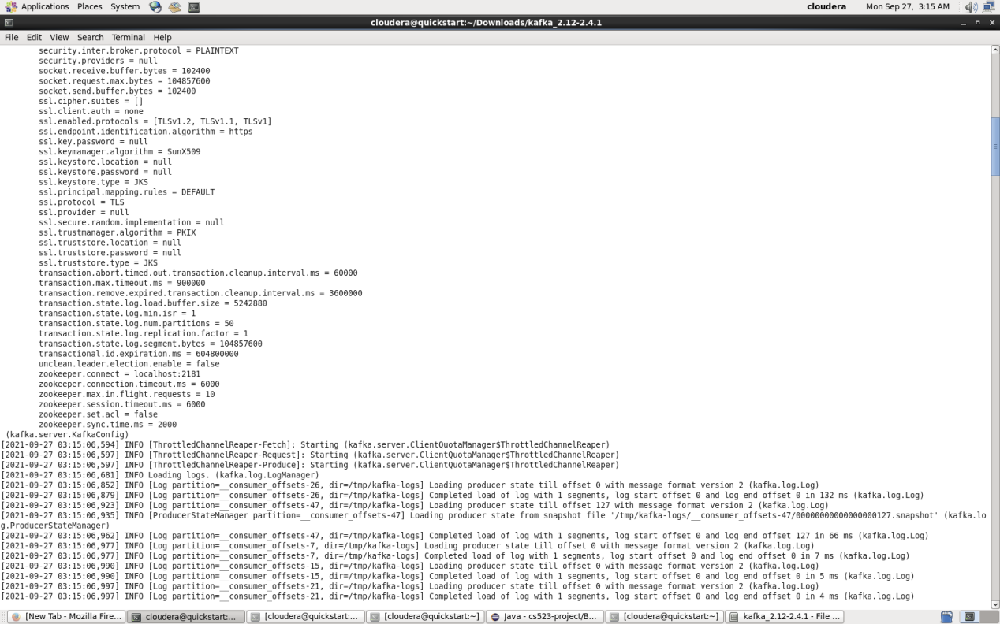 Applications Places System cloudera Mon Sep 27, 3:15 AM
cloudera@quickstart:~/Downloads/kafka_2.12-2.4.1
File Edit View Search Terminal Help
security.inter.broker.protocol = PLAINTEXT
security.providers = null
socket.receive.buffer.bytes = 102400
socket.request.max.bytes = 104857600
socket.send.buffer.bytes = 102400
ssl.cipher.suites = []
ssl.client.auth = none
ssl.enabled.protocols = [TLSv1.2, TLSv1.1, TLSv1]
ssl.endpoint.identification.algorithm = https
ssl.key.password = null
ssl.keymanager.algorithm = SunX509
ssl.keystore.location = null
ssl.keystore.password = null
ssl.keystore.type = JKS
ssl.principal.mapping.rules = DEFAULT
ssl.protocol = TLS
ssl.provider = null
ssl.secure.random.implementation = null
ssl.trustmanager.algorithm = PKIX
ssl.truststore.location = null
ssl.truststore.password = null
ssl.truststore.type = JKS
transaction.abort.timed.out.transaction.cleanup.interval.ms = 60000
transaction.max.timeout.ms = 900000
transaction.remove.expired.transaction.cleanup.interval.ms = 3600000
transaction.state.log.load.buffer.size = 5242880
transaction.state.log.min.isr = 1
transaction.state.log.num.partitions = 50
transaction.state.log.replication.factor = 1
transaction.state.log.segment.bytes = 104857600
transactional.id.expiration.ms = 604800000
unclean.leader.election.enable = false
zookeeper.connect = localhost:2181
zookeeper.connection.timeout.ms = 6000
zookeeper.max.in.flight.requests = 10
zookeeper.session.timeout.ms = 6000
zookeeper.set.acl = false
zookeeper.sync.time.ms = 2000
(kafka.server.KafkaConfig)
[2021-09-27 03:15:06,594] INFO [ThrottledChannelReaper-Fetch]: Starting (kafka.server.ClientQuotaManager$ThrottledChannelReaper)
[2021-09-27 03:15:06,597] INFO [ThrottledChannelReaper-Request]: Starting (kafka.server.ClientQuotaManager$ThrottledChannelReaper)
[2021-09-27 03:15:06,597] INFO [ThrottledChannelReaper-Produce]: Starting (kafka.server.ClientQuotaManager$ThrottledChannelReaper)
[2021-09-27 03:15:06,681] INFO Loading logs. (kafka.log.LogManager)
[2021-09-27 03:15:06,852] INFO [Log partition=__consumer_offsets-26, dir=/tmp/kafka-logs] Loading producer state till offset 0 with message format version 2 (kafka.log.Log)
[2021-09-27 03:15:06,879] INFO [Log partition=__consumer_offsets-26, dir=/tmp/kafka-logs] Completed load of log with 1 segments, log start offset 0 and log end offset 0 in 132 ms (kafka.log.Log)
[2021-09-27 03:15:06,923] INFO [Log partition=__consumer_offsets-47, dir=/tmp/kafka-logs] Loading producer state till offset 127 with message format version 2 (kafka.log.Log)
[2021-09-27 03:15:06,935] INFO [ProducerStateManager partition=__consumer_offsets-47] Loading producer state from snapshot file '/tmp/kafka-logs/__consumer_offsets-47/00000000000000000127.snapshot' (kafka.lo
g.ProducerStateManager)
[2021-09-27 03:15:06,962] INFO [Log partition=__consumer_offsets-47, dir=/tmp/kafka-logs] Completed load of log with 1 segments, log start offset 0 and log end offset 127 in 66 ms (kafka.log.Log)
[2021-09-27 03:15:06,977] INFO [Log partition=__consumer_offsets-7, dir=/tmp/kafka-logs] Loading producer state till offset 0 with message format version 2 (kafka.log.Log)
[2021-09-27 03:15:06,977] INFO [Log partition=__consumer_offsets-7, dir=/tmp/kafka-logs] Completed load of log with 1 segments, log start offset 0 and log end offset 0 in 7 ms (kafka.log.Log)
[2021-09-27 03:15:06,990] INFO [Log partition=__consumer_offsets-15, dir=/tmp/kafka-logs] Loading producer state till offset 0 with message format version 2 (kafka.log.Log)
[2021-09-27 03:15:06,990] INFO [Log partition=__consumer_offsets-15, dir=/tmp/kafka-logs] Completed load of log with 1 segments, log start offset 0 and log end offset 0 in 5 ms (kafka.log.Log)
[2021-09-27 03:15:06,997] INFO [Log partition=__consumer_offsets-21, dir=/tmp/kafka-logs] Loading producer state till offset 0 with message format version 2 (kafka.log.Log)
[2021-09-27 03:15:06,997] INFO [Log partition=__consumer_offsets-21, dir=/tmp/kafka-logs] Completed load of log with 1 segments, log start offset 0 and log end offset 0 in 4 ms (kafka.log.Log)
[New Tab - Mozilla Fire... cloudera@quickstart:... [cloudera@quickstart:... [cloudera@quickstart:~] Java - cs523-project/B... [cloudera@quickstart:~] kafka_2.12-2.4.1 - File ...